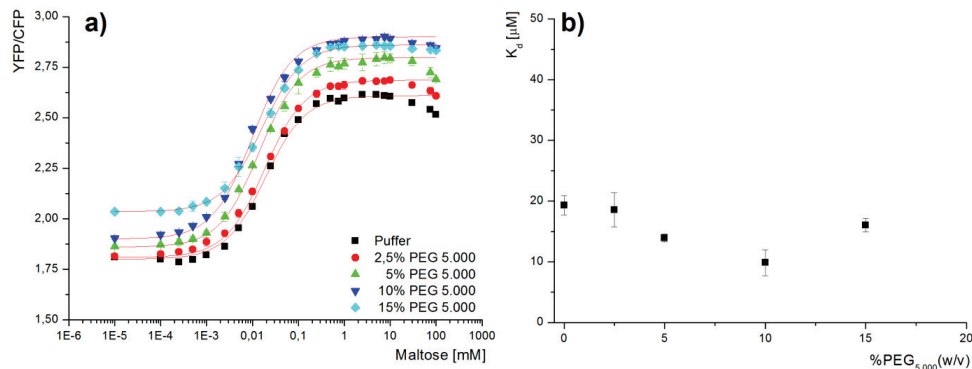 a)
YFP/CFP
3,00
2,75
2,50
2,25
2,00
1,75
1,50
Puffer
2,5% PEG 5.000
5% PEG 5.000
10% PEG 5.000
15% PEG 5.000
1E-6 1E-5 1E-4 1E-3 0,01 0,1 1 10 100 1000
Maltose [mM]
b)
K_d [µM]
50
40
30
20
10
0
0 5 10 15 20
%PEG_5.000(w/v)